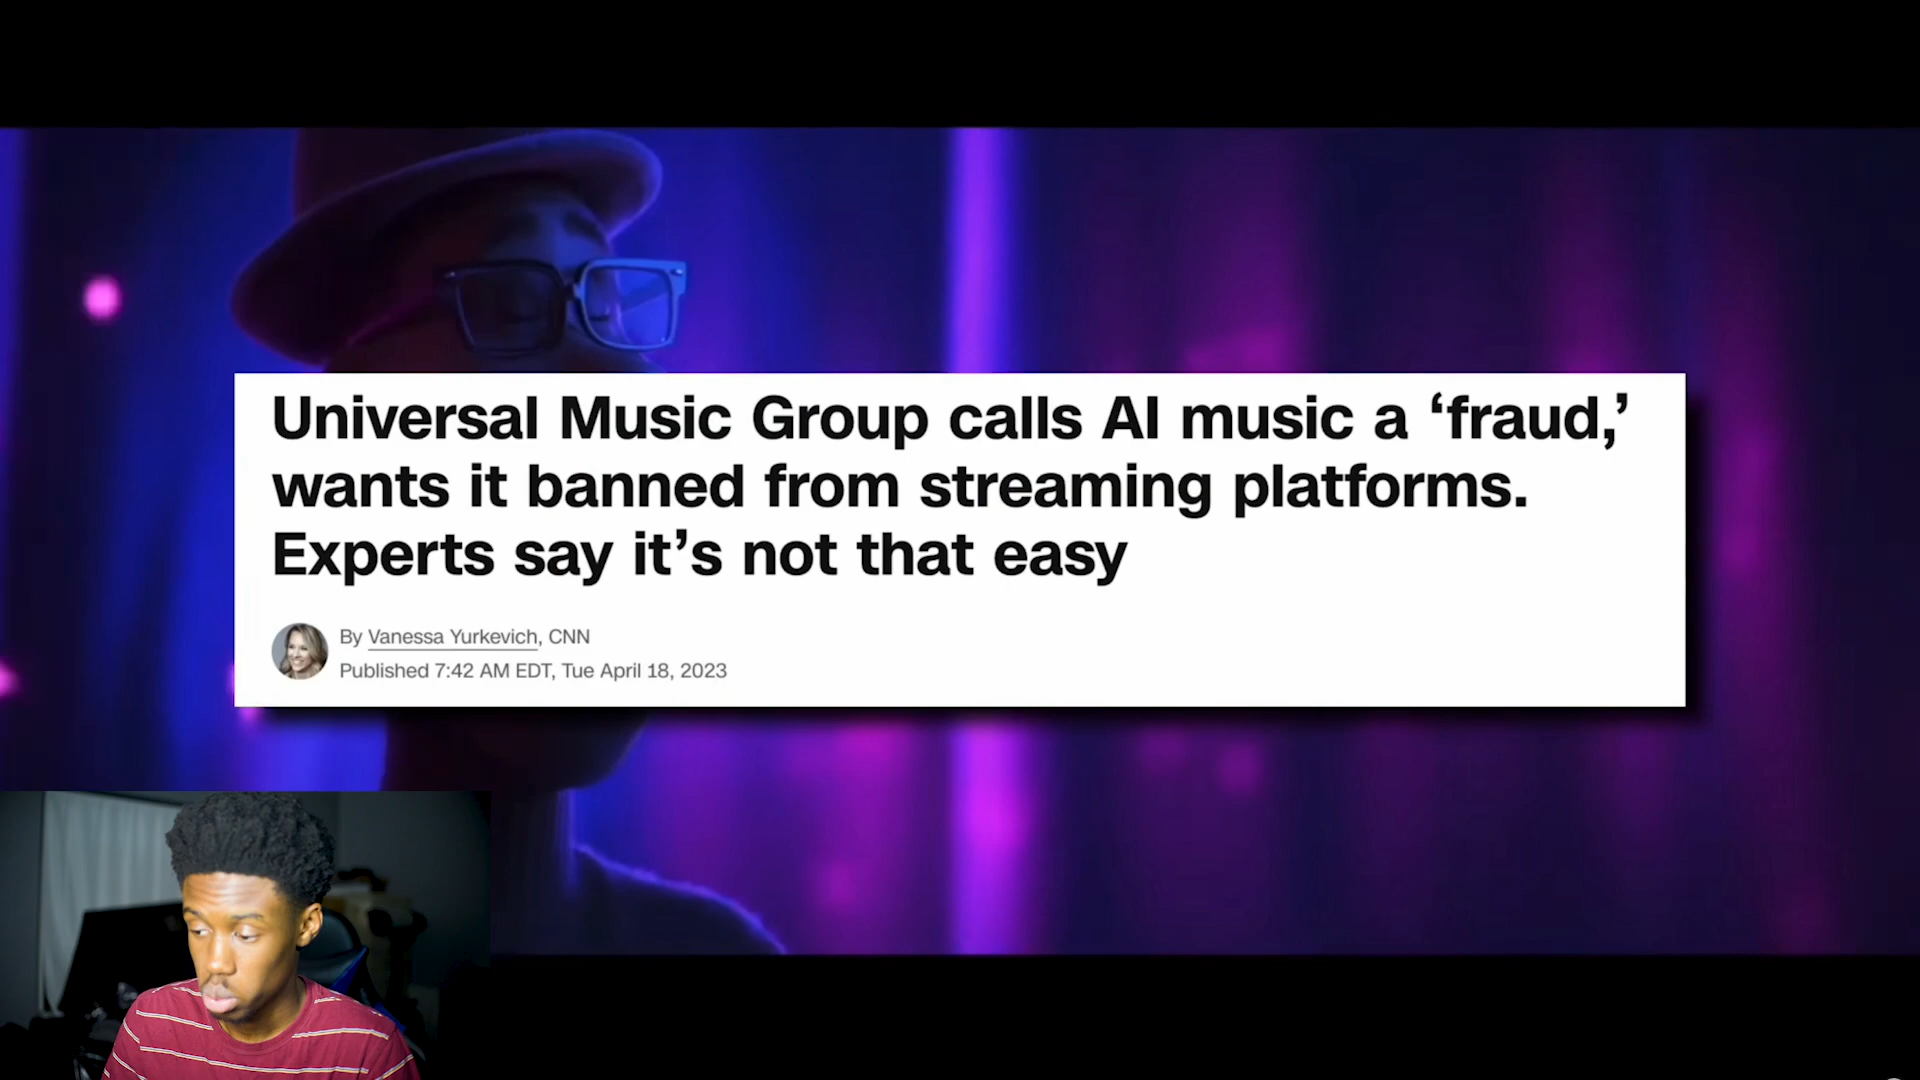 Universal Music Group calls AI music a ‘fraud,’
wants it banned from streaming platforms.
Experts say it’s not that easy
By Vanessa Yurkevich, CNN
Published 7:42 AM EDT, Tue April 18, 2023